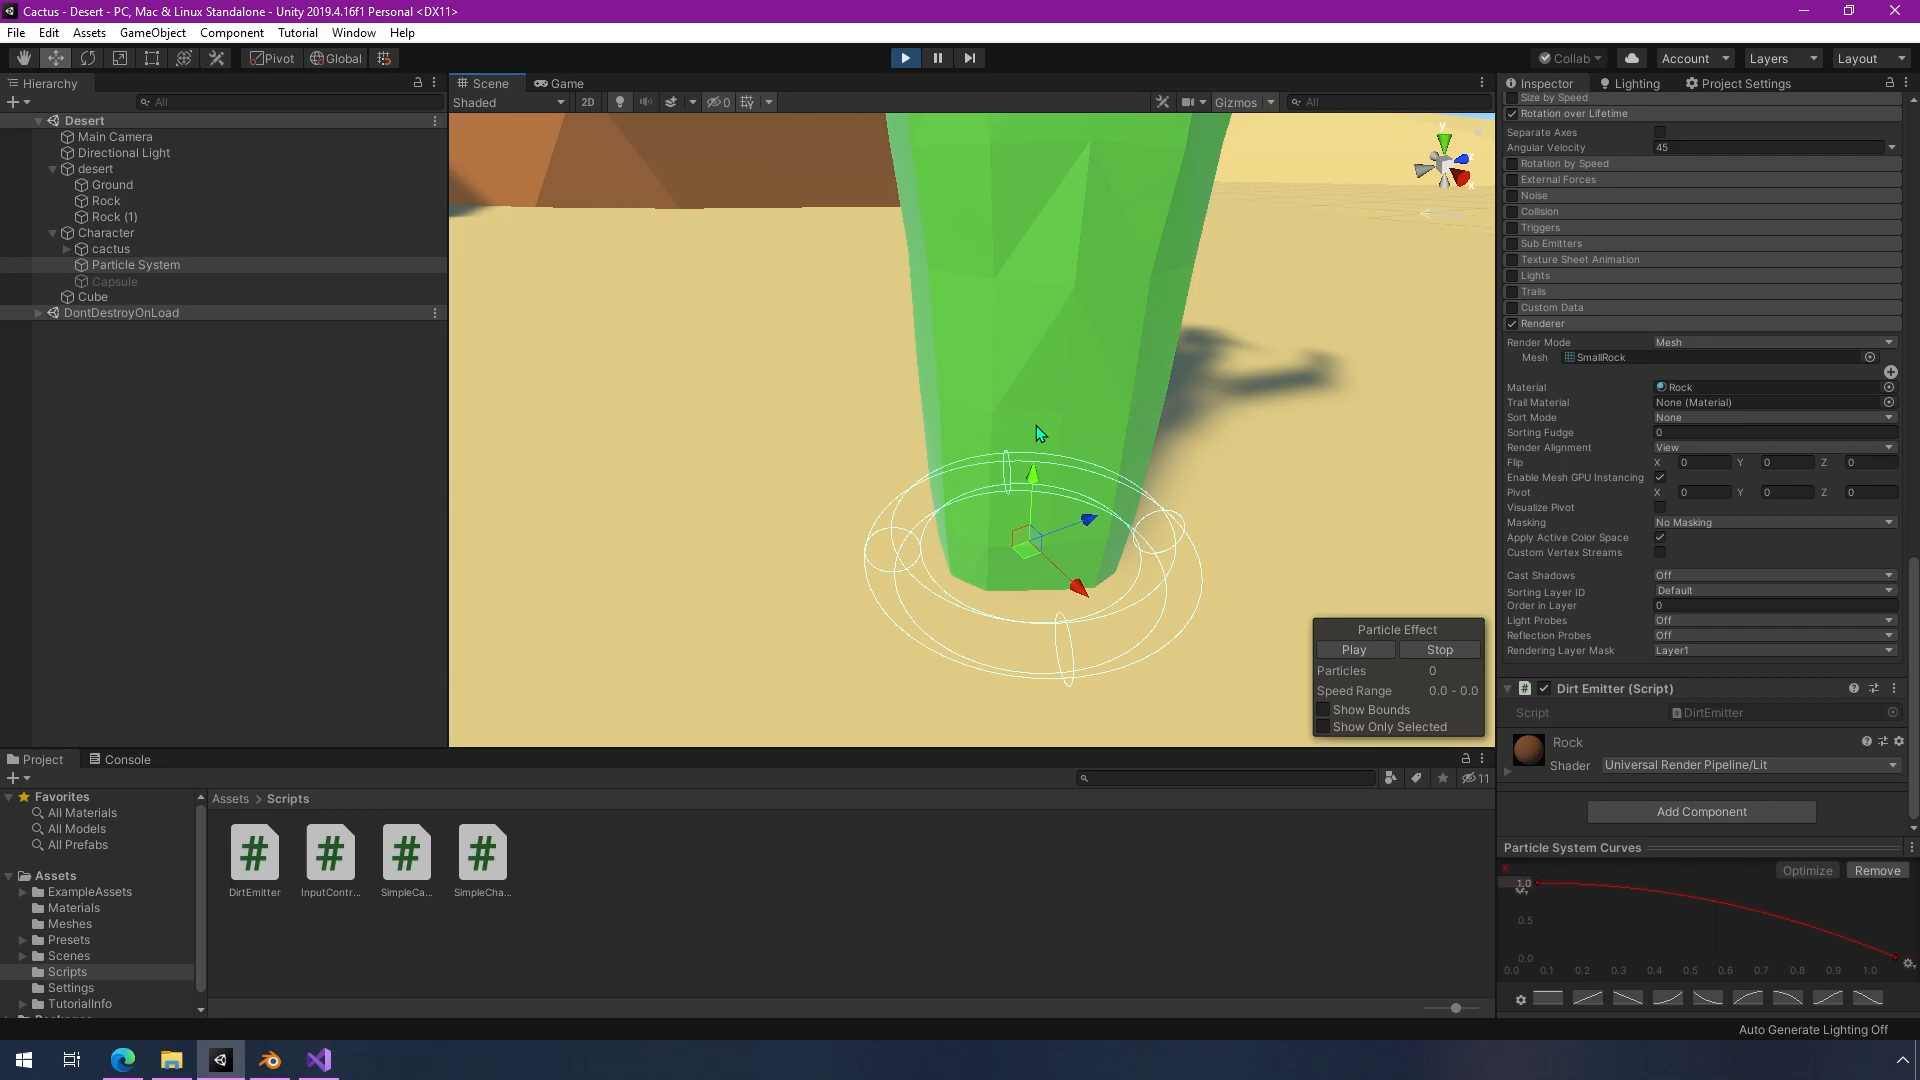 Cactus - Desert - PC, Mac & Linux Standalone - Unity 2019.4.16f1 Personal <DX11>
File Edit Assets GameObject Component Tutorial Window Help
Pivot Global Collab Account Layers Layout
Hierarchy
All
Desert
Main Camera
Directional Light
desert
Ground
Rock
Rock (1)
Character
cactus
Particle System
Capsule
Cube
DontDestroyOnLoad
Scene Game
Shaded 2D 0 Gizmos All
y
z
x
Particle Effect
Play Stop
Particles 0
Speed Range 0.0 - 0.0
Show Bounds
Show Only Selected
Inspector Lighting Project Settings
Size by Speed
Rotation over Lifetime
Separate Axes
Angular Velocity 45
Rotation by Speed
External Forces
Noise
Collision
Triggers
Sub Emitters
Texture Sheet Animation
Lights
Trails
Custom Data
Renderer
Render Mode Mesh
Mesh SmallRock
Material Rock
Trail Material None (Material)
Sort Mode None
Sorting Fudge 0
Render Alignment View
Flip X 0 Y 0 Z 0
Enable Mesh GPU Instancing
Pivot X 0 Y 0 Z 0
Visualize Pivot
Masking No Masking
Apply Active Color Space
Custom Vertex Streams
Cast Shadows Off
Sorting Layer ID Default
Order in Layer 0
Light Probes Off
Reflection Probes Off
Rendering Layer Mask Layer1
# Dirt Emitter (Script)
Script DirtEmitter
Rock
Shader Universal Render Pipeline/Lit
Add Component
Particle System Curves
Optimize Remove
1.0
0.5
0.0
0.0 0.1 0.2 0.3 0.4 0.5 0.6 0.7 0.8 0.9 1.0
Project Console
11
Favorites
All Materials
All Models
All Prefabs
Assets
ExampleAssets
Materials
Meshes
Presets
Scenes
Scripts
Settings
TutorialInfo
Assets > Scripts
# # # #
DirtEmitter InputContr... SimpleCa... SimpleCha...
Auto Generate Lighting Off